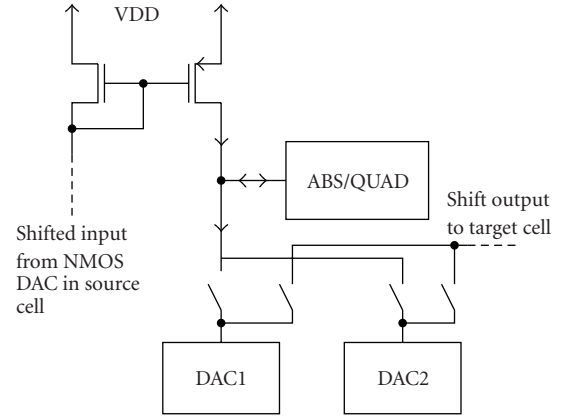 VDD
ABS/QUAD
Shift output
to target cell
Shifted input
from NMOS
DAC in source
cell
DAC1
DAC2